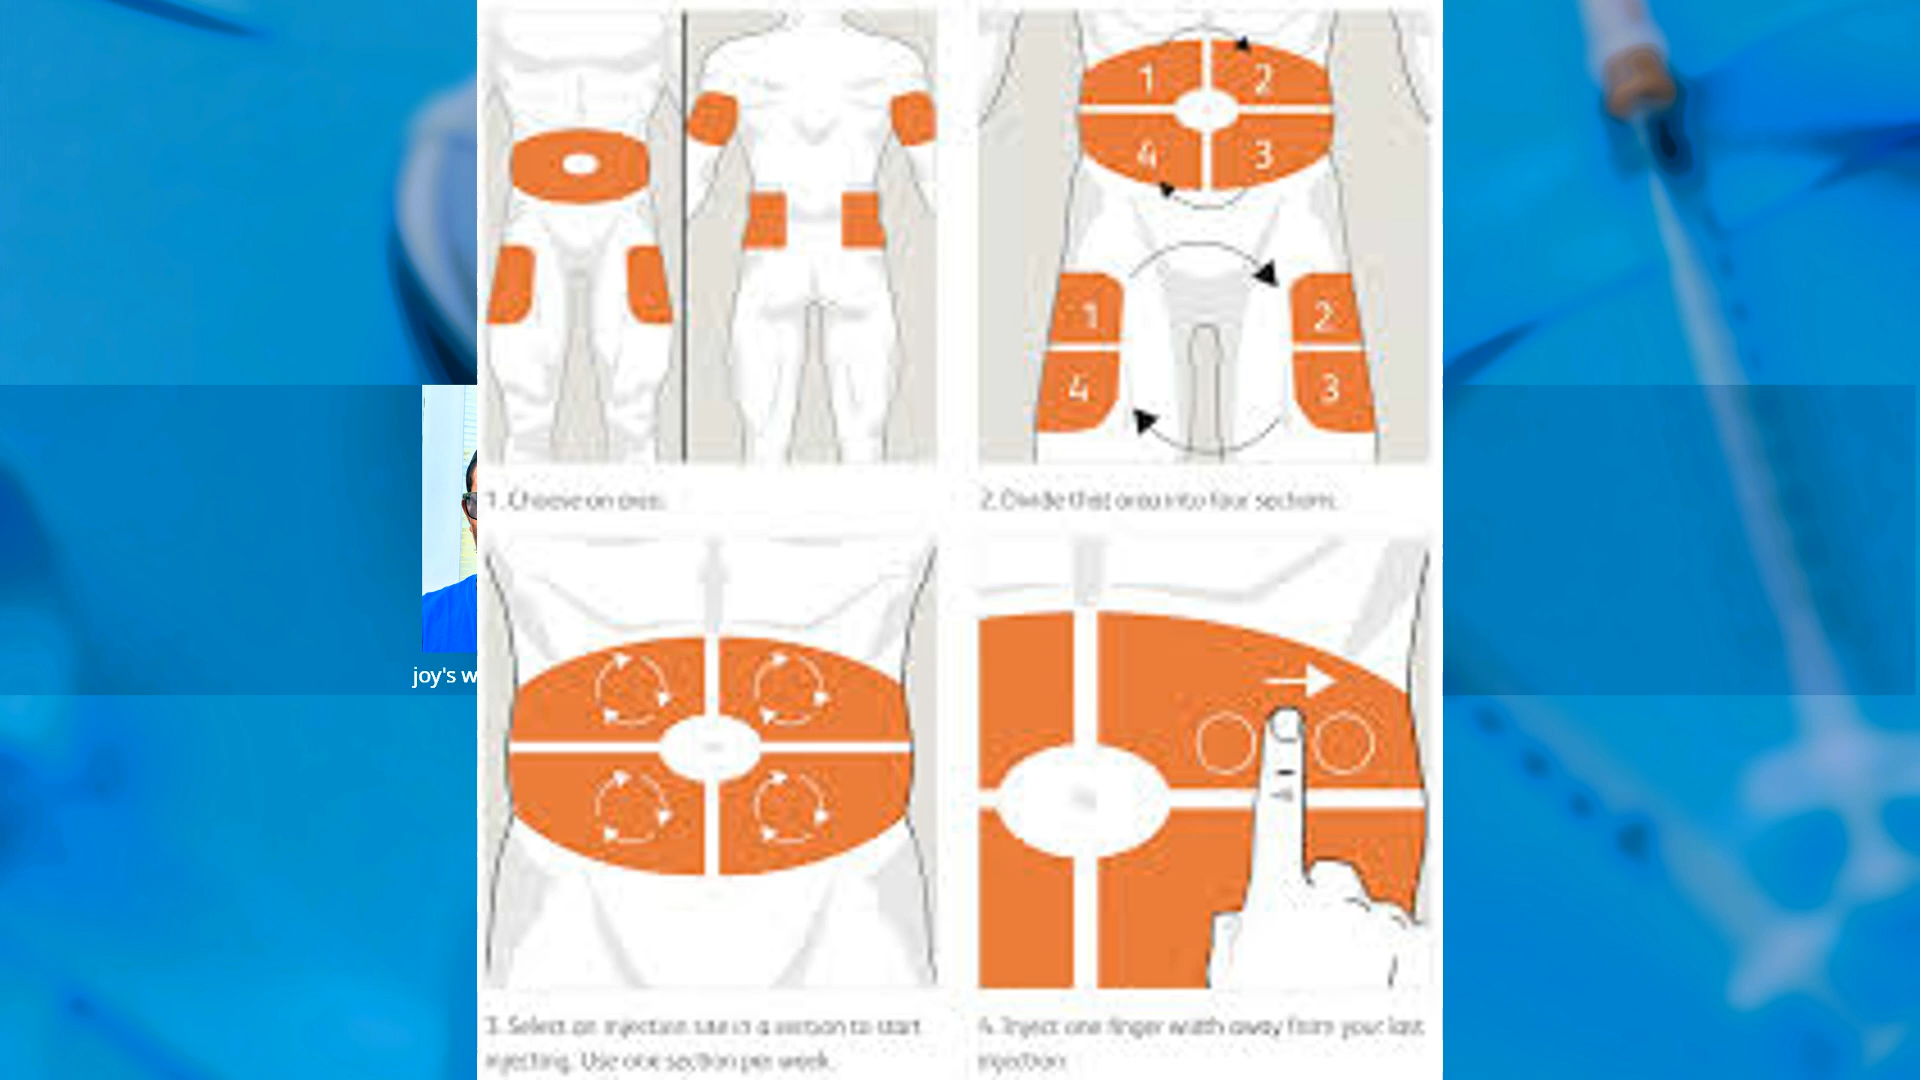 1 2
4 3
1 2
4 3
1. Choose an area.
2. Divide that area into four sections.
3. Select an injection site in a section to start
injecting. Use one section per week.
4. Inject one finger width away from your last
injection
joy's w